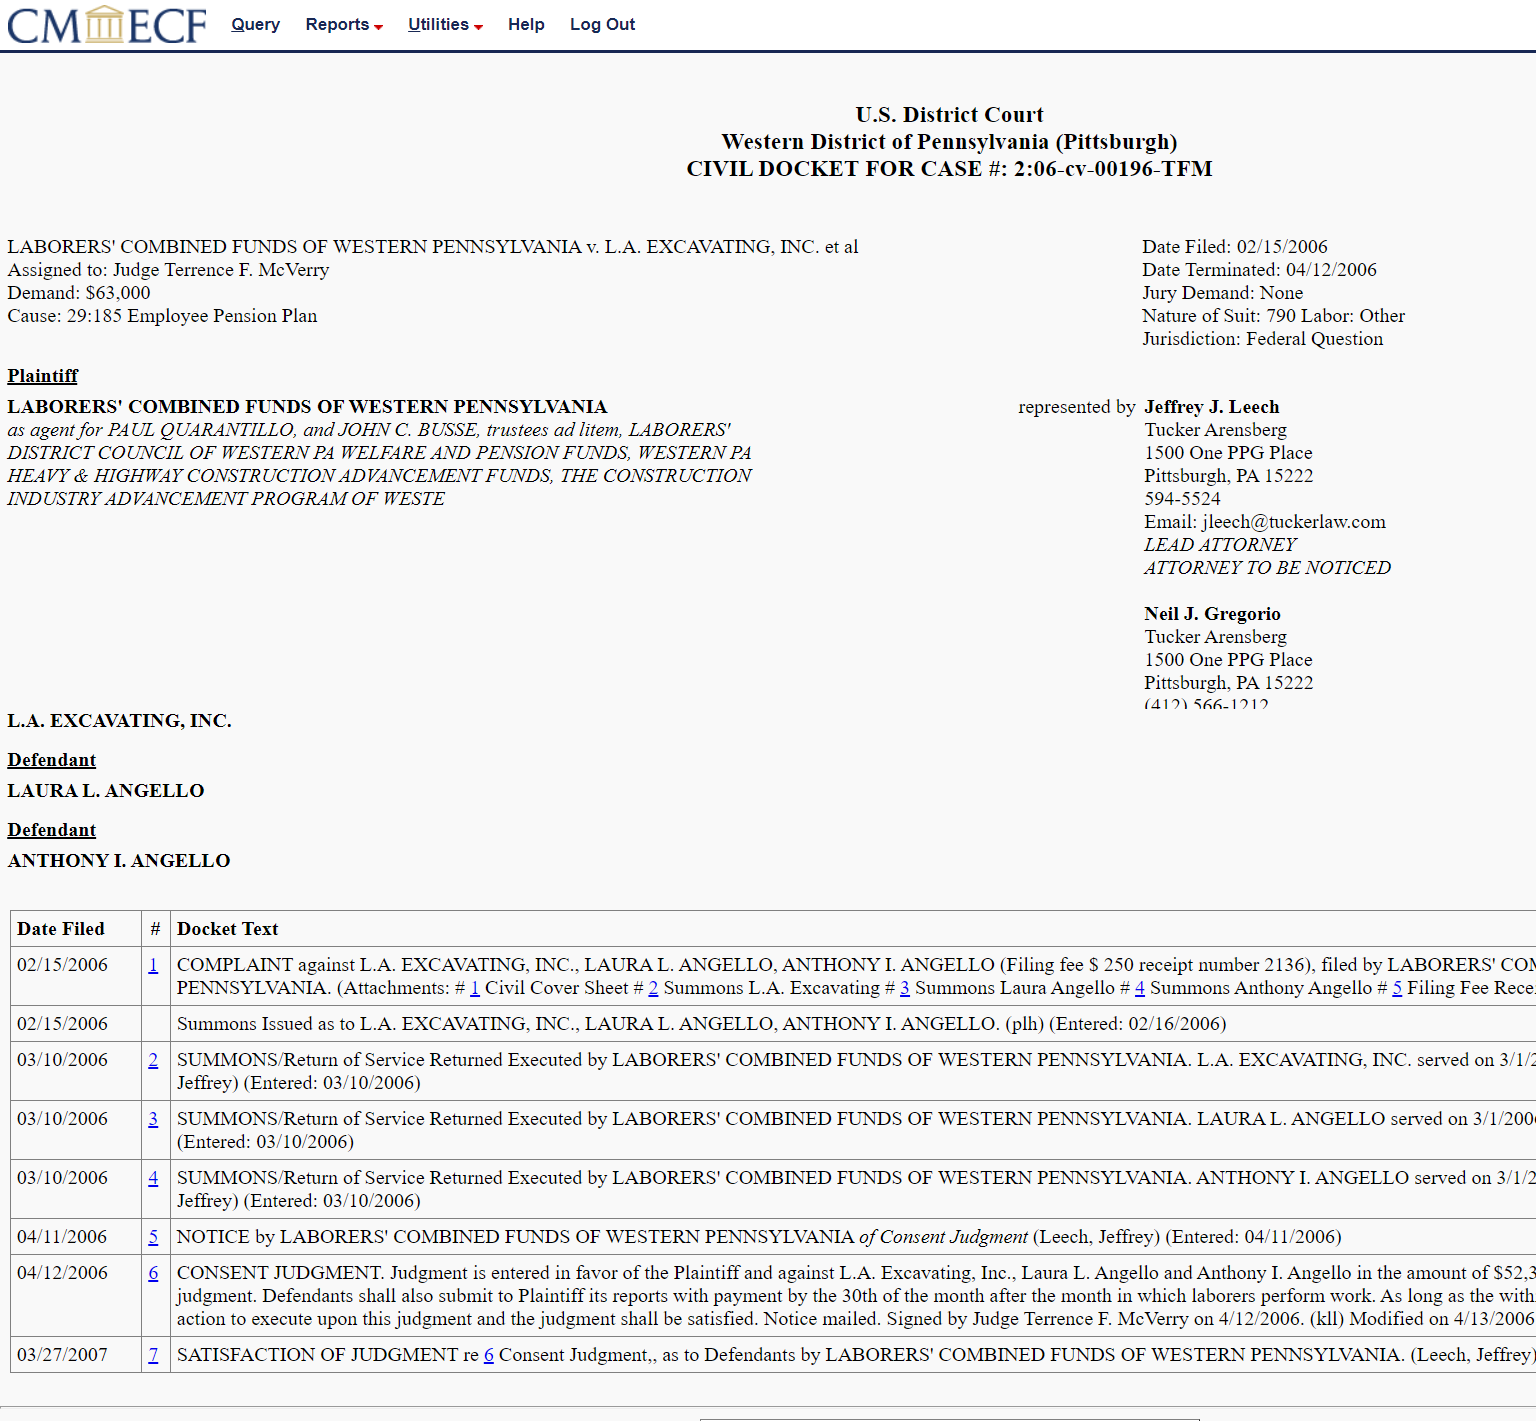 CM ECF Query Reports Utilities Help Log Out
U.S. District Court
Western District of Pennsylvania (Pittsburgh)
CIVIL DOCKET FOR CASE #: 2:06-cv-00196-TFM
LABORERS' COMBINED FUNDS OF WESTERN PENNSYLVANIA v. L.A. EXCAVATING, INC. et al
Assigned to: Judge Terrence F. McVerry
Demand: $63,000
Cause: 29:185 Employee Pension Plan
Date Filed: 02/15/2006
Date Terminated: 04/12/2006
Jury Demand: None
Nature of Suit: 790 Labor: Other
Jurisdiction: Federal Question
Plaintiff
LABORERS' COMBINED FUNDS OF WESTERN PENNSYLVANIA
as agent for PAUL QUARANTILLO, and JOHN C. BUSSE, trustees ad litem, LABORERS'
DISTRICT COUNCIL OF WESTERN PA WELFARE AND PENSION FUNDS, WESTERN PA
HEAVY & HIGHWAY CONSTRUCTION ADVANCEMENT FUNDS, THE CONSTRUCTION
INDUSTRY ADVANCEMENT PROGRAM OF WESTE
represented by Jeffrey J. Leech
Tucker Arensberg
1500 One PPG Place
Pittsburgh, PA 15222
594-5524
Email: jleech@tuckerlaw.com
LEAD ATTORNEY
ATTORNEY TO BE NOTICED
Neil J. Gregorio
Tucker Arensberg
1500 One PPG Place
Pittsburgh, PA 15222
(412) 566-1212
L.A. EXCAVATING, INC.
Defendant
LAURA L. ANGELLO
Defendant
ANTHONY I. ANGELLO
Date Filed # Docket Text
02/15/2006 1 COMPLAINT against L.A. EXCAVATING, INC., LAURA L. ANGELLO, ANTHONY I. ANGELLO (Filing fee $ 250 receipt number 2136), filed by LABORERS'
PENNSYLVANIA. (Attachments: # 1 Civil Cover Sheet # 2 Summons L.A. Excavating # 3 Summons Laura Angello # 4 Summons Anthony Angello # 5 Filing Fee
02/15/2006 Summons Issued as to L.A. EXCAVATING, INC., LAURA L. ANGELLO, ANTHONY I. ANGELLO. (plh) (Entered: 02/16/2006)
03/10/2006 2 SUMMONS/Return of Service Returned Executed by LABORERS' COMBINED FUNDS OF WESTERN PENNSYLVANIA. L.A. EXCAVATING, INC. served on
Jeffrey) (Entered: 03/10/2006)
03/10/2006 3 SUMMONS/Return of Service Returned Executed by LABORERS' COMBINED FUNDS OF WESTERN PENNSYLVANIA. LAURA L. ANGELLO served on
(Entered: 03/10/2006)
03/10/2006 4 SUMMONS/Return of Service Returned Executed by LABORERS' COMBINED FUNDS OF WESTERN PENNSYLVANIA. ANTHONY I. ANGELLO served on
Jeffrey) (Entered: 03/10/2006)
04/11/2006 5 NOTICE by LABORERS' COMBINED FUNDS OF WESTERN PENNSYLVANIA of Consent Judgment (Leech, Jeffrey) (Entered: 04/11/2006)
04/12/2006 6 CONSENT JUDGMENT. Judgment is entered in favor of the Plaintiff and against L.A. Excavating, Inc., Laura L. Angello and Anthony I. Angello in the amount of
judgment. Defendants shall also submit to Plaintiff its reports with payment by the 30th of the month after the month in which laborers perform work. As long as the
action to execute upon this judgment and the judgment shall be satisfied. Notice mailed. Signed by Judge Terrence F. McVerry on 4/12/2006. (kll) Modified on 4/13/2006
03/27/2007 7 SATISFACTION OF JUDGMENT re 6 Consent Judgment,, as to Defendants by LABORERS' COMBINED FUNDS OF WESTERN PENNSYLVANIA. (Leech, Jeffrey)